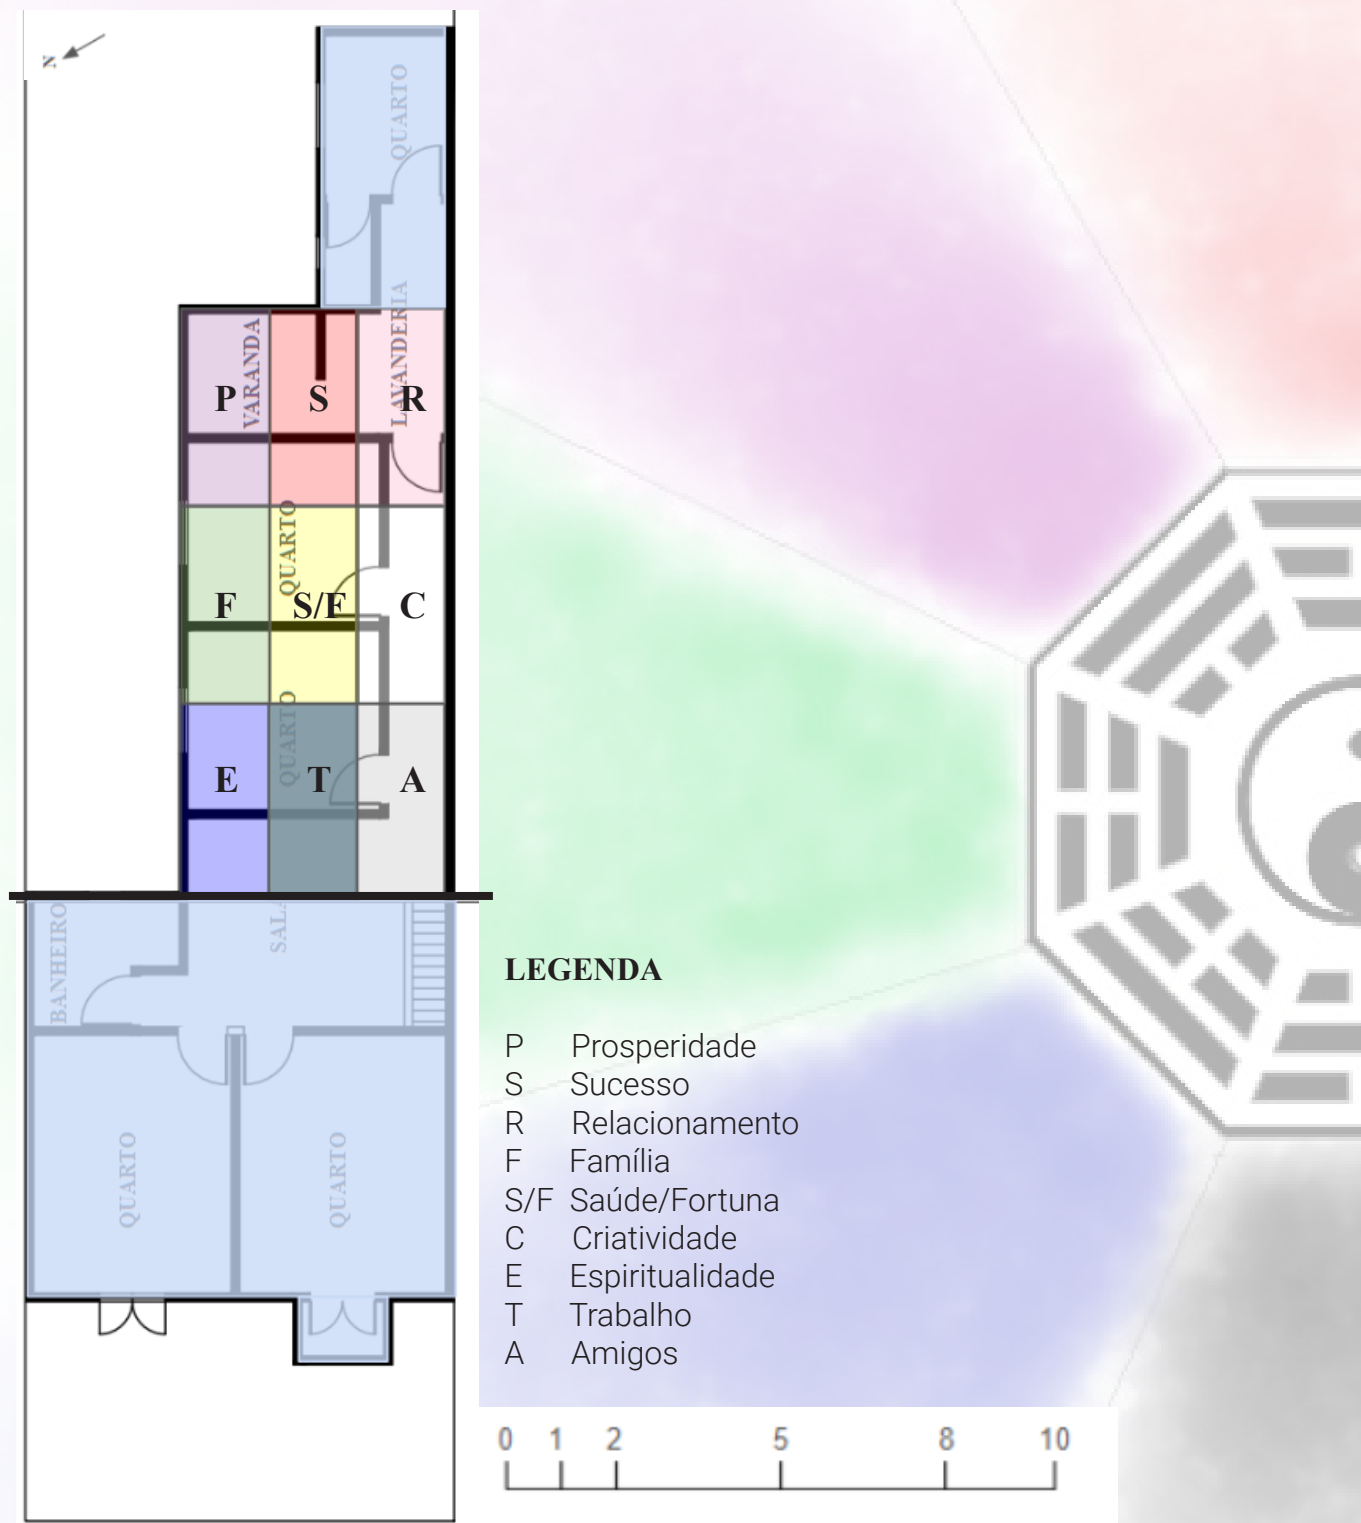 N
QUARTO
LAVANDERIA
VARANDA
P S R
QUARTO
F S/F C
QUARTO
E T A
BANHEIRO
SALA
QUARTO
QUARTO
LEGENDA
P Prosperidade
S Sucesso
R Relacionamento
F Família
S/F Saúde/Fortuna
C Criatividade
E Espiritualidade
T Trabalho
A Amigos
0 1 2 5 8 10